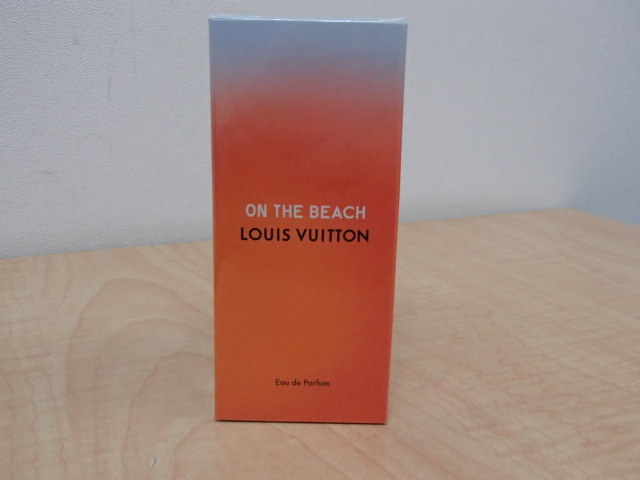 ON THE BEACH
LOUIS VUITTON
Eau de Parfum